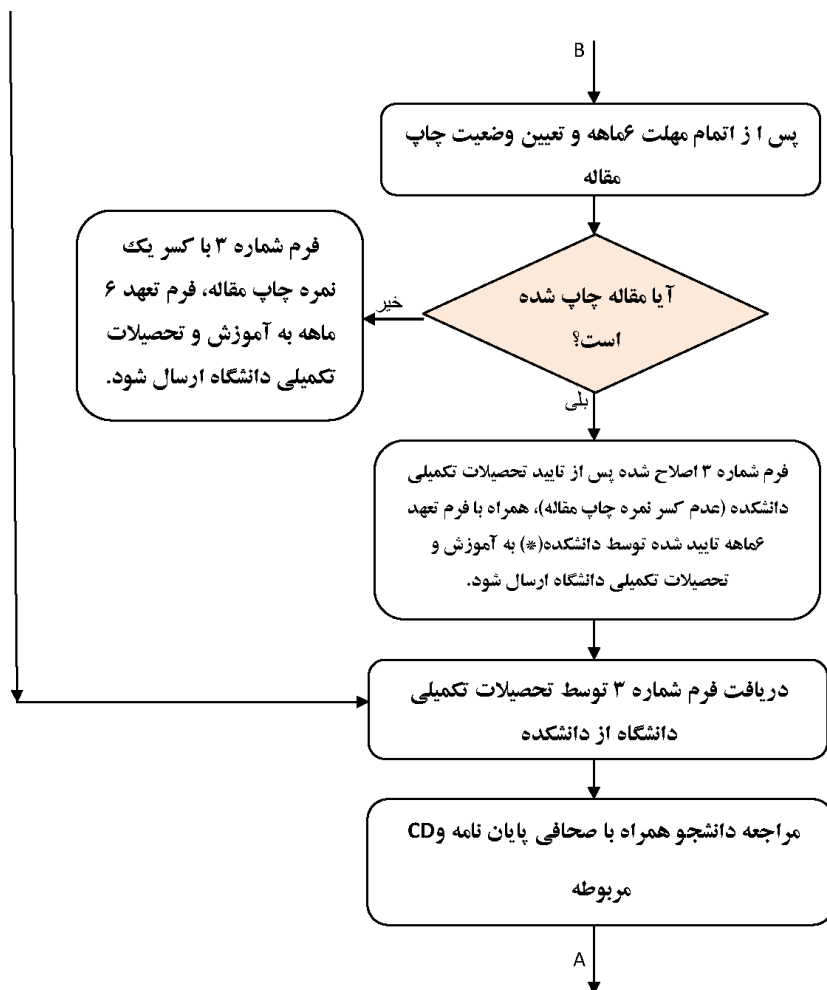 B
پس ا ز اتمام مهلت ۶ماهه و تعیین وضعیت چاپ
مقاله
آیا مقاله چاپ شده
است؟
خیر
فرم شماره ۳ با کسر یک
نمره چاپ مقاله، فرم تعهد ۶
ماهه به آموزش و تحصیلات
تکمیلی دانشگاه ارسال شود.
بلی
فرم شماره ۳ اصلاح شده پس از تایید تحصیلات تکمیلی
دانشکده (عدم کسر نمره چاپ مقاله)، همراه با فرم تعهد
۶ماهه تایید شده توسط دانشکده(*) به آموزش و
تحصیلات تکمیلی دانشگاه ارسال شود.
دریافت فرم شماره ۳ توسط تحصیلات تکمیلی
دانشگاه از دانشکده
مراجعه دانشجو همراه با صحافی پایان نامه وCD
مربوطه
A